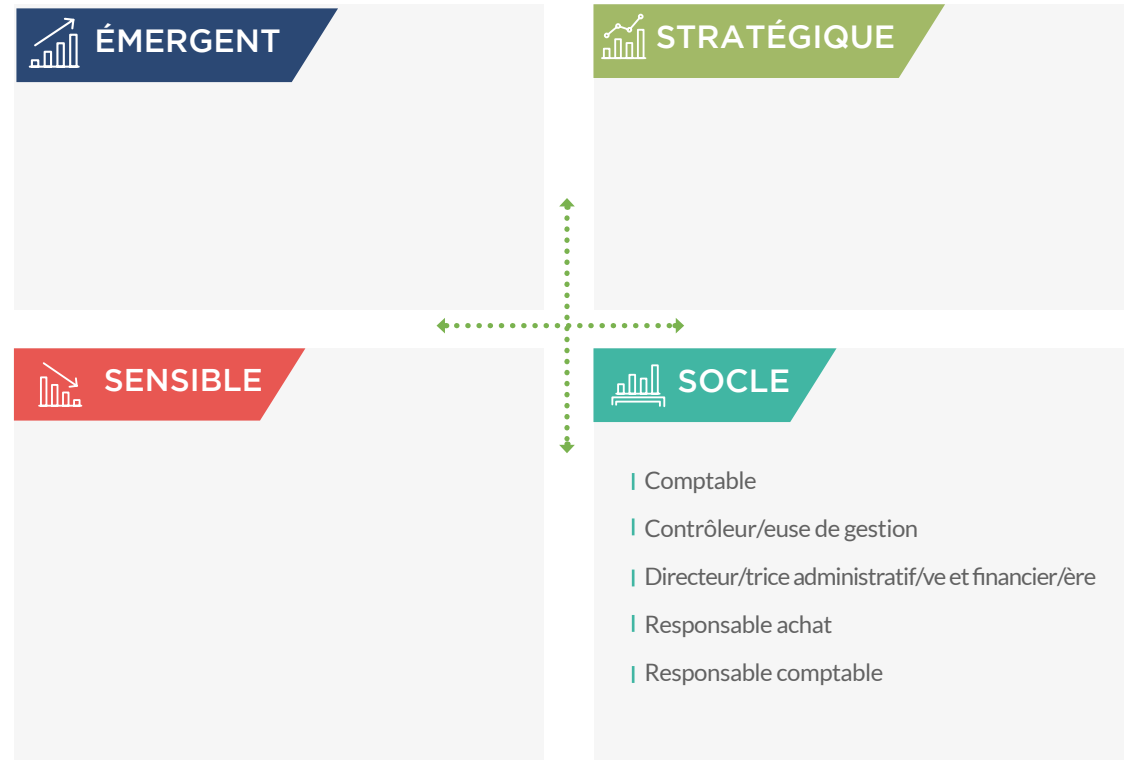 ÉMERGENT
STRATÉGIQUE
SENSIBLE
SOCLE
Comptable
Contrôleur/euse de gestion
Directeur/trice administratif/ve et financier/ère
Responsable achat
Responsable comptable